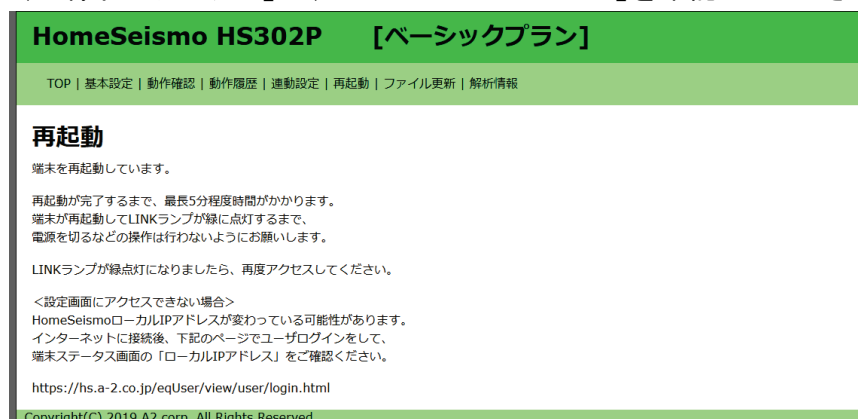 HomeSeismo HS302P [ベーシックプラン]
TOP | 基本設定 | 動作確認 | 動作履歴 | 連動設定 | 再起動 | ファイル更新 | 解析情報
再起動
端末を再起動しています。
再起動が完了するまで、最長5分程度時間がかかります。
端末が再起動してLINKランプが緑に点灯するまで、
電源を切るなどの操作は行わないようにお願いします。
LINKランプが緑点灯になりましたら、再度アクセスしてください。
＜設定画面にアクセスできない場合＞
HomeSeismoローカルIPアドレスが変わっている可能性があります。
インターネットに接続後、下記のページでユーザログインをして、
端末ステータス画面の「ローカルIPアドレス」をご確認ください。
https://hs.a-2.co.jp/eqUser/view/user/login.html
Copyright(C) 2019 A2 corp. All Rights Reserved.